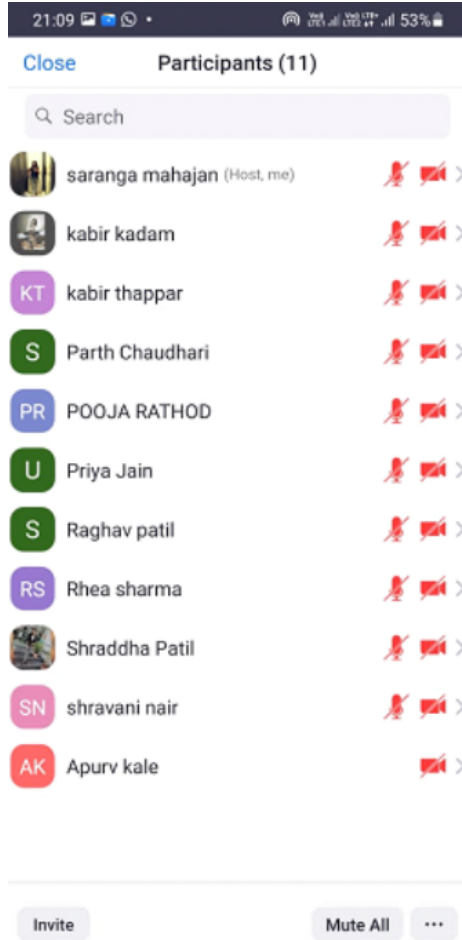 21:09 53%
Close Participants (11)
Search
saranga mahajan (Host, me)
kabir kadam
KT kabir thappar
S Parth Chaudhari
PR POOJA RATHOD
U Priya Jain
S Raghav patil
RS Rhea sharma
Shraddha Patil
SN shravani nair
AK Apurv kale
Invite Mute All ...